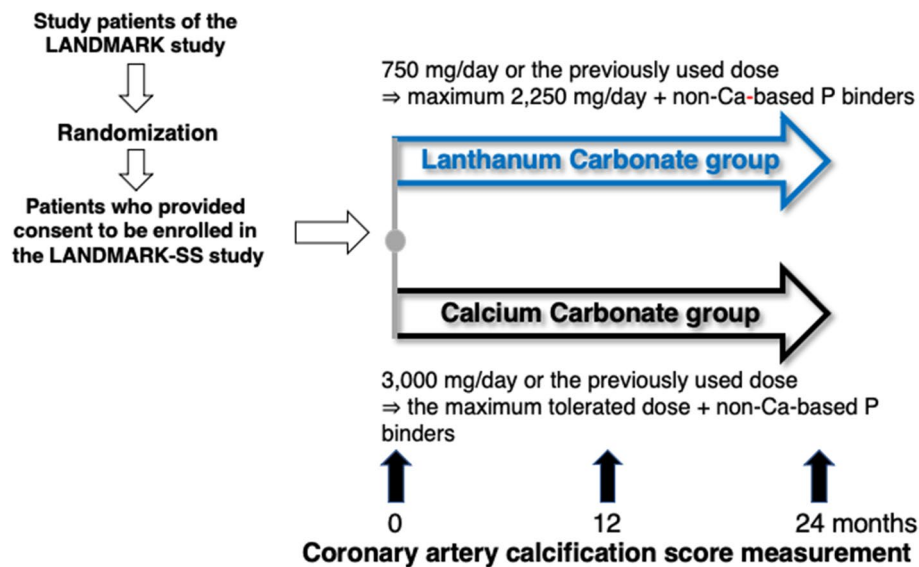 Study patients of the
LANDMARK study
Randomization
Patients who provided
consent to be enrolled in
the LANDMARK-SS study
750 mg/day or the previously used dose
⇒ maximum 2,250 mg/day + non-Ca-based P binders
Lanthanum Carbonate group
Calcium Carbonate group
3,000 mg/day or the previously used dose
⇒ the maximum tolerated dose + non-Ca-based P
binders
0 12 24 months
Coronary artery calcification score measurement